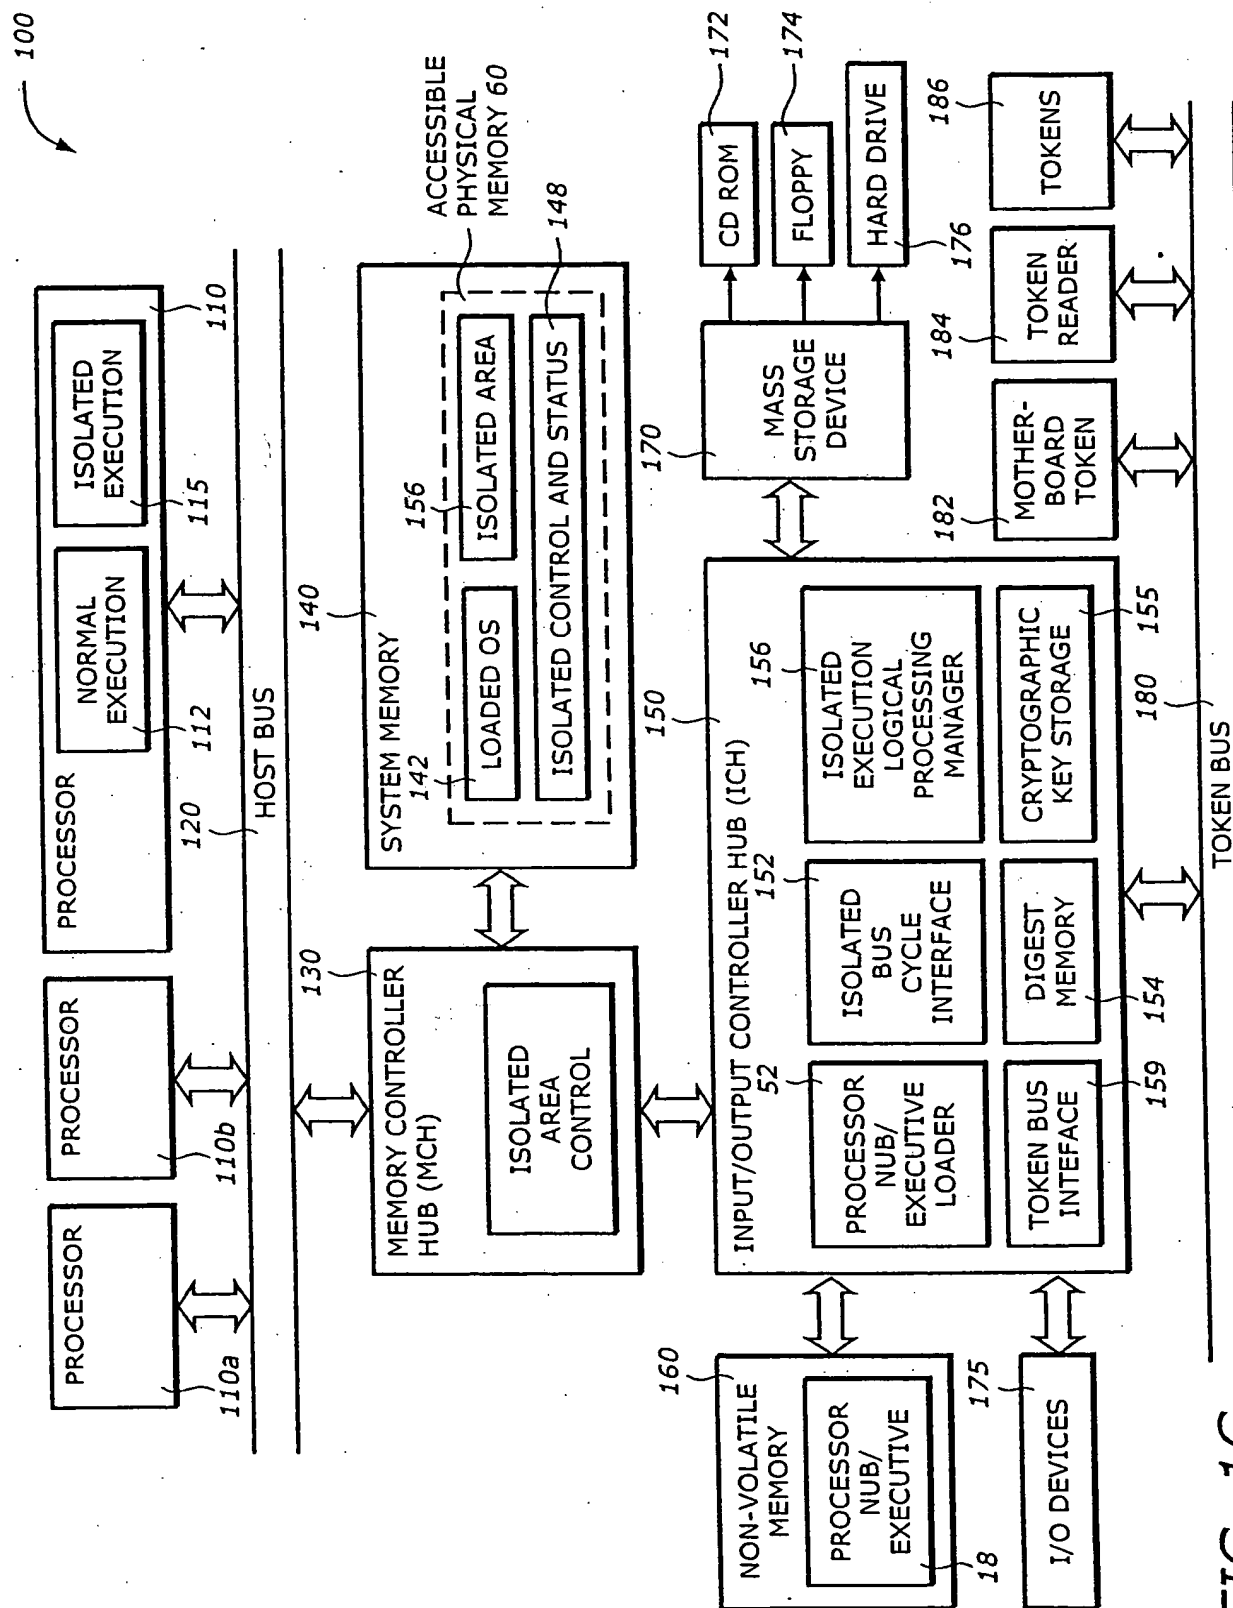 100
PROCESSOR
110a
PROCESSOR
110b
PROCESSOR
NORMAL
EXECUTION
112
ISOLATED
EXECUTION
115
110
120
HOST BUS
130
MEMORY CONTROLLER
HUB (MCH)
ISOLATED
AREA
CONTROL
140
SYSTEM MEMORY
142
LOADED OS
156
ISOLATED AREA
ISOLATED CONTROL AND STATUS
148
ACCESSIBLE
PHYSICAL
MEMORY 60
150
INPUT/OUTPUT CONTROLLER HUB (ICH)
52
PROCESSOR
NUB/
EXECUTIVE
LOADER
152
ISOLATED
BUS
CYCLE
INTERFACE
156
ISOLATED
EXECUTION
LOGICAL
PROCESSING
MANAGER
TOKEN BUS
INTEFACE
159
DIGEST
MEMORY
154
CRYPTOGRAPHIC
KEY STORAGE
155
160
NON-VOLATILE
MEMORY
PROCESSOR
NUB/
EXECUTIVE
18
175
I/O DEVICES
170
MASS
STORAGE
DEVICE
CD ROM
172
FLOPPY
174
HARD DRIVE
176
182
MOTHER-
BOARD
TOKEN
184
TOKEN
READER
186
TOKENS
180
TOKEN BUS
FIG. 1C